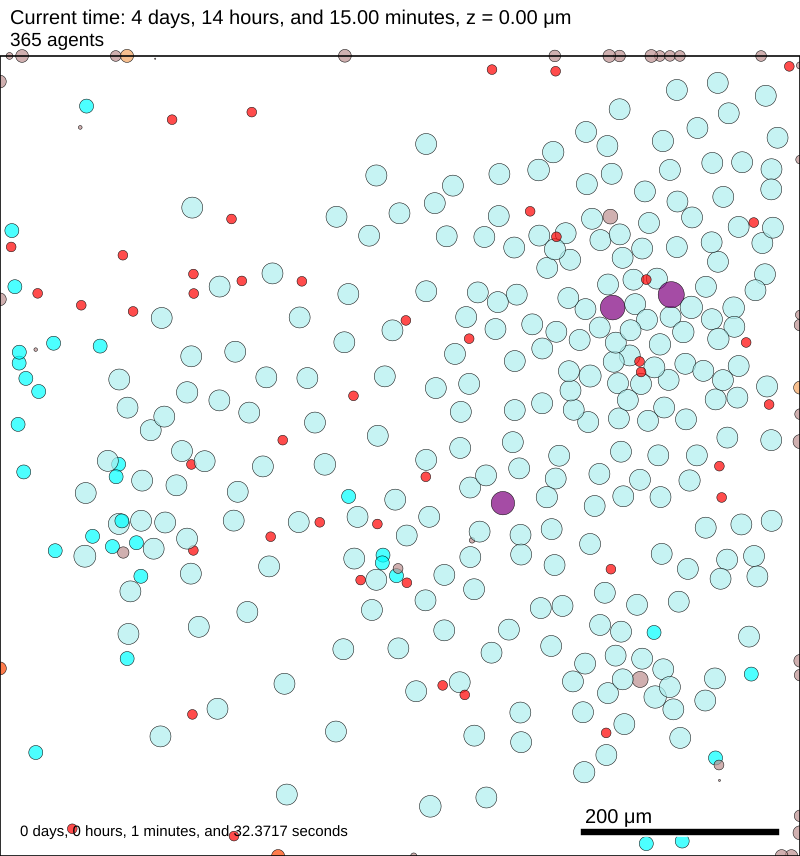 Current time: 4 days, 14 hours, and 15.00 minutes, z = 0.00 μm
365 agents
200 μm
0 days, 0 hours, 1 minutes, and 32.3717 seconds